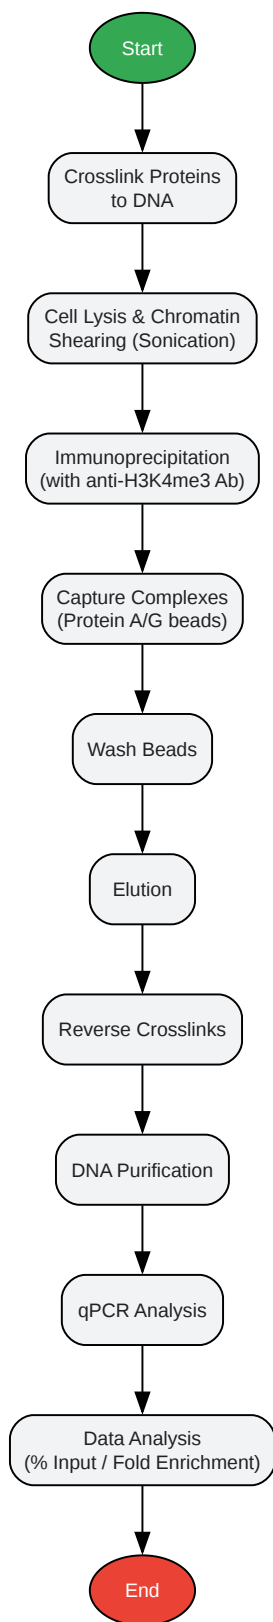 Start
Crosslink Proteins
to DNA
Cell Lysis & Chromatin
Shearing (Sonication)
Immunoprecipitation
(with anti-H3K4me3 Ab)
Capture Complexes
(Protein A/G beads)
Wash Beads
Elution
Reverse Crosslinks
DNA Purification
qPCR Analysis
Data Analysis
(% Input / Fold Enrichment)
End